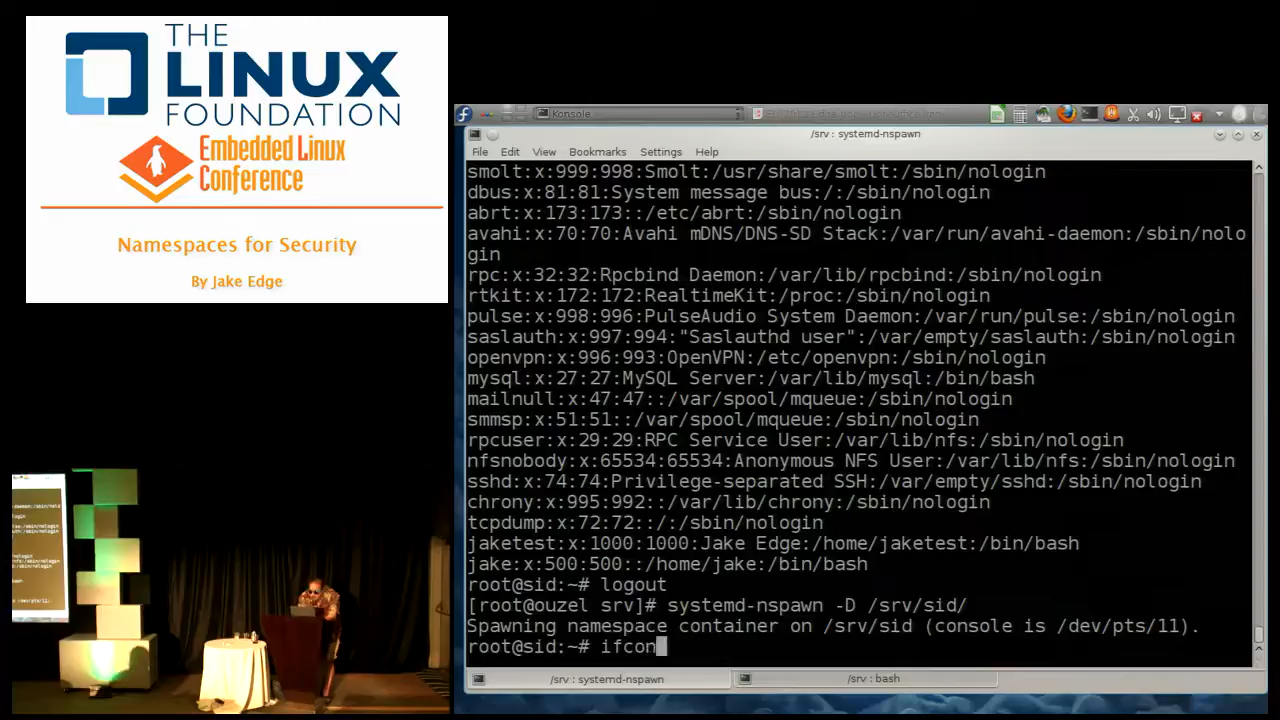 THE
LINUX
FOUNDATION
Embedded Linux
Conference
Namespaces for Security
By Jake Edge
Konsole
/srv : systemd-nspawn
File Edit View Bookmarks Settings Help
smolt:x:999:998:Smolt:/usr/share/smolt:/sbin/nologin
dbus:x:81:81:System message bus:/:/sbin/nologin
abrt:x:173:173::/etc/abrt:/sbin/nologin
avahi:x:70:70:Avahi mDNS/DNS-SD Stack:/var/run/avahi-daemon:/sbin/nolo
gin
rpc:x:32:32:Rpcbind Daemon:/var/lib/rpcbind:/sbin/nologin
rtkit:x:172:172:RealtimeKit:/proc:/sbin/nologin
pulse:x:998:996:PulseAudio System Daemon:/var/run/pulse:/sbin/nologin
saslauth:x:997:994:"Saslauthd user":/var/empty/saslauth:/sbin/nologin
openvpn:x:996:993:OpenVPN:/etc/openvpn:/sbin/nologin
mysql:x:27:27:MySQL Server:/var/lib/mysql:/bin/bash
mailnull:x:47:47::/var/spool/mqueue:/sbin/nologin
smmsp:x:51:51::/var/spool/mqueue:/sbin/nologin
rpcuser:x:29:29:RPC Service User:/var/lib/nfs:/sbin/nologin
nfsnobody:x:65534:65534:Anonymous NFS User:/var/lib/nfs:/sbin/nologin
sshd:x:74:74:Privilege-separated SSH:/var/empty/sshd:/sbin/nologin
chrony:x:995:992::/var/lib/chrony:/sbin/nologin
tcpdump:x:72:72::/:/sbin/nologin
jaketest:x:1000:1000:Jake Edge:/home/jaketest:/bin/bash
jake:x:500:500::/home/jake:/bin/bash
root@sid:~# logout
[root@ouzel srv]# systemd-nspawn -D /srv/sid/
Spawning namespace container on /srv/sid (console is /dev/pts/11).
root@sid:~# ifcon
/srv : systemd-nspawn
/srv : bash